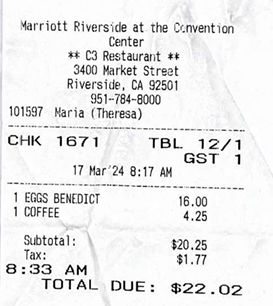 Marriott Riverside at the Convention
Center
** C3 Restaurant **
3400 Market Street
Riverside, CA 92501
951-784-8000
101597 Maria (Theresa)
CHK 1671 TBL 12/1
GST 1
17 Mar'24 8:17 AM
1 EGGS BENEDICT 16.00
1 COFFEE 4.25
Subtotal: $20.25
Tax: $1.77
8:33 AM
TOTAL DUE: $22.02